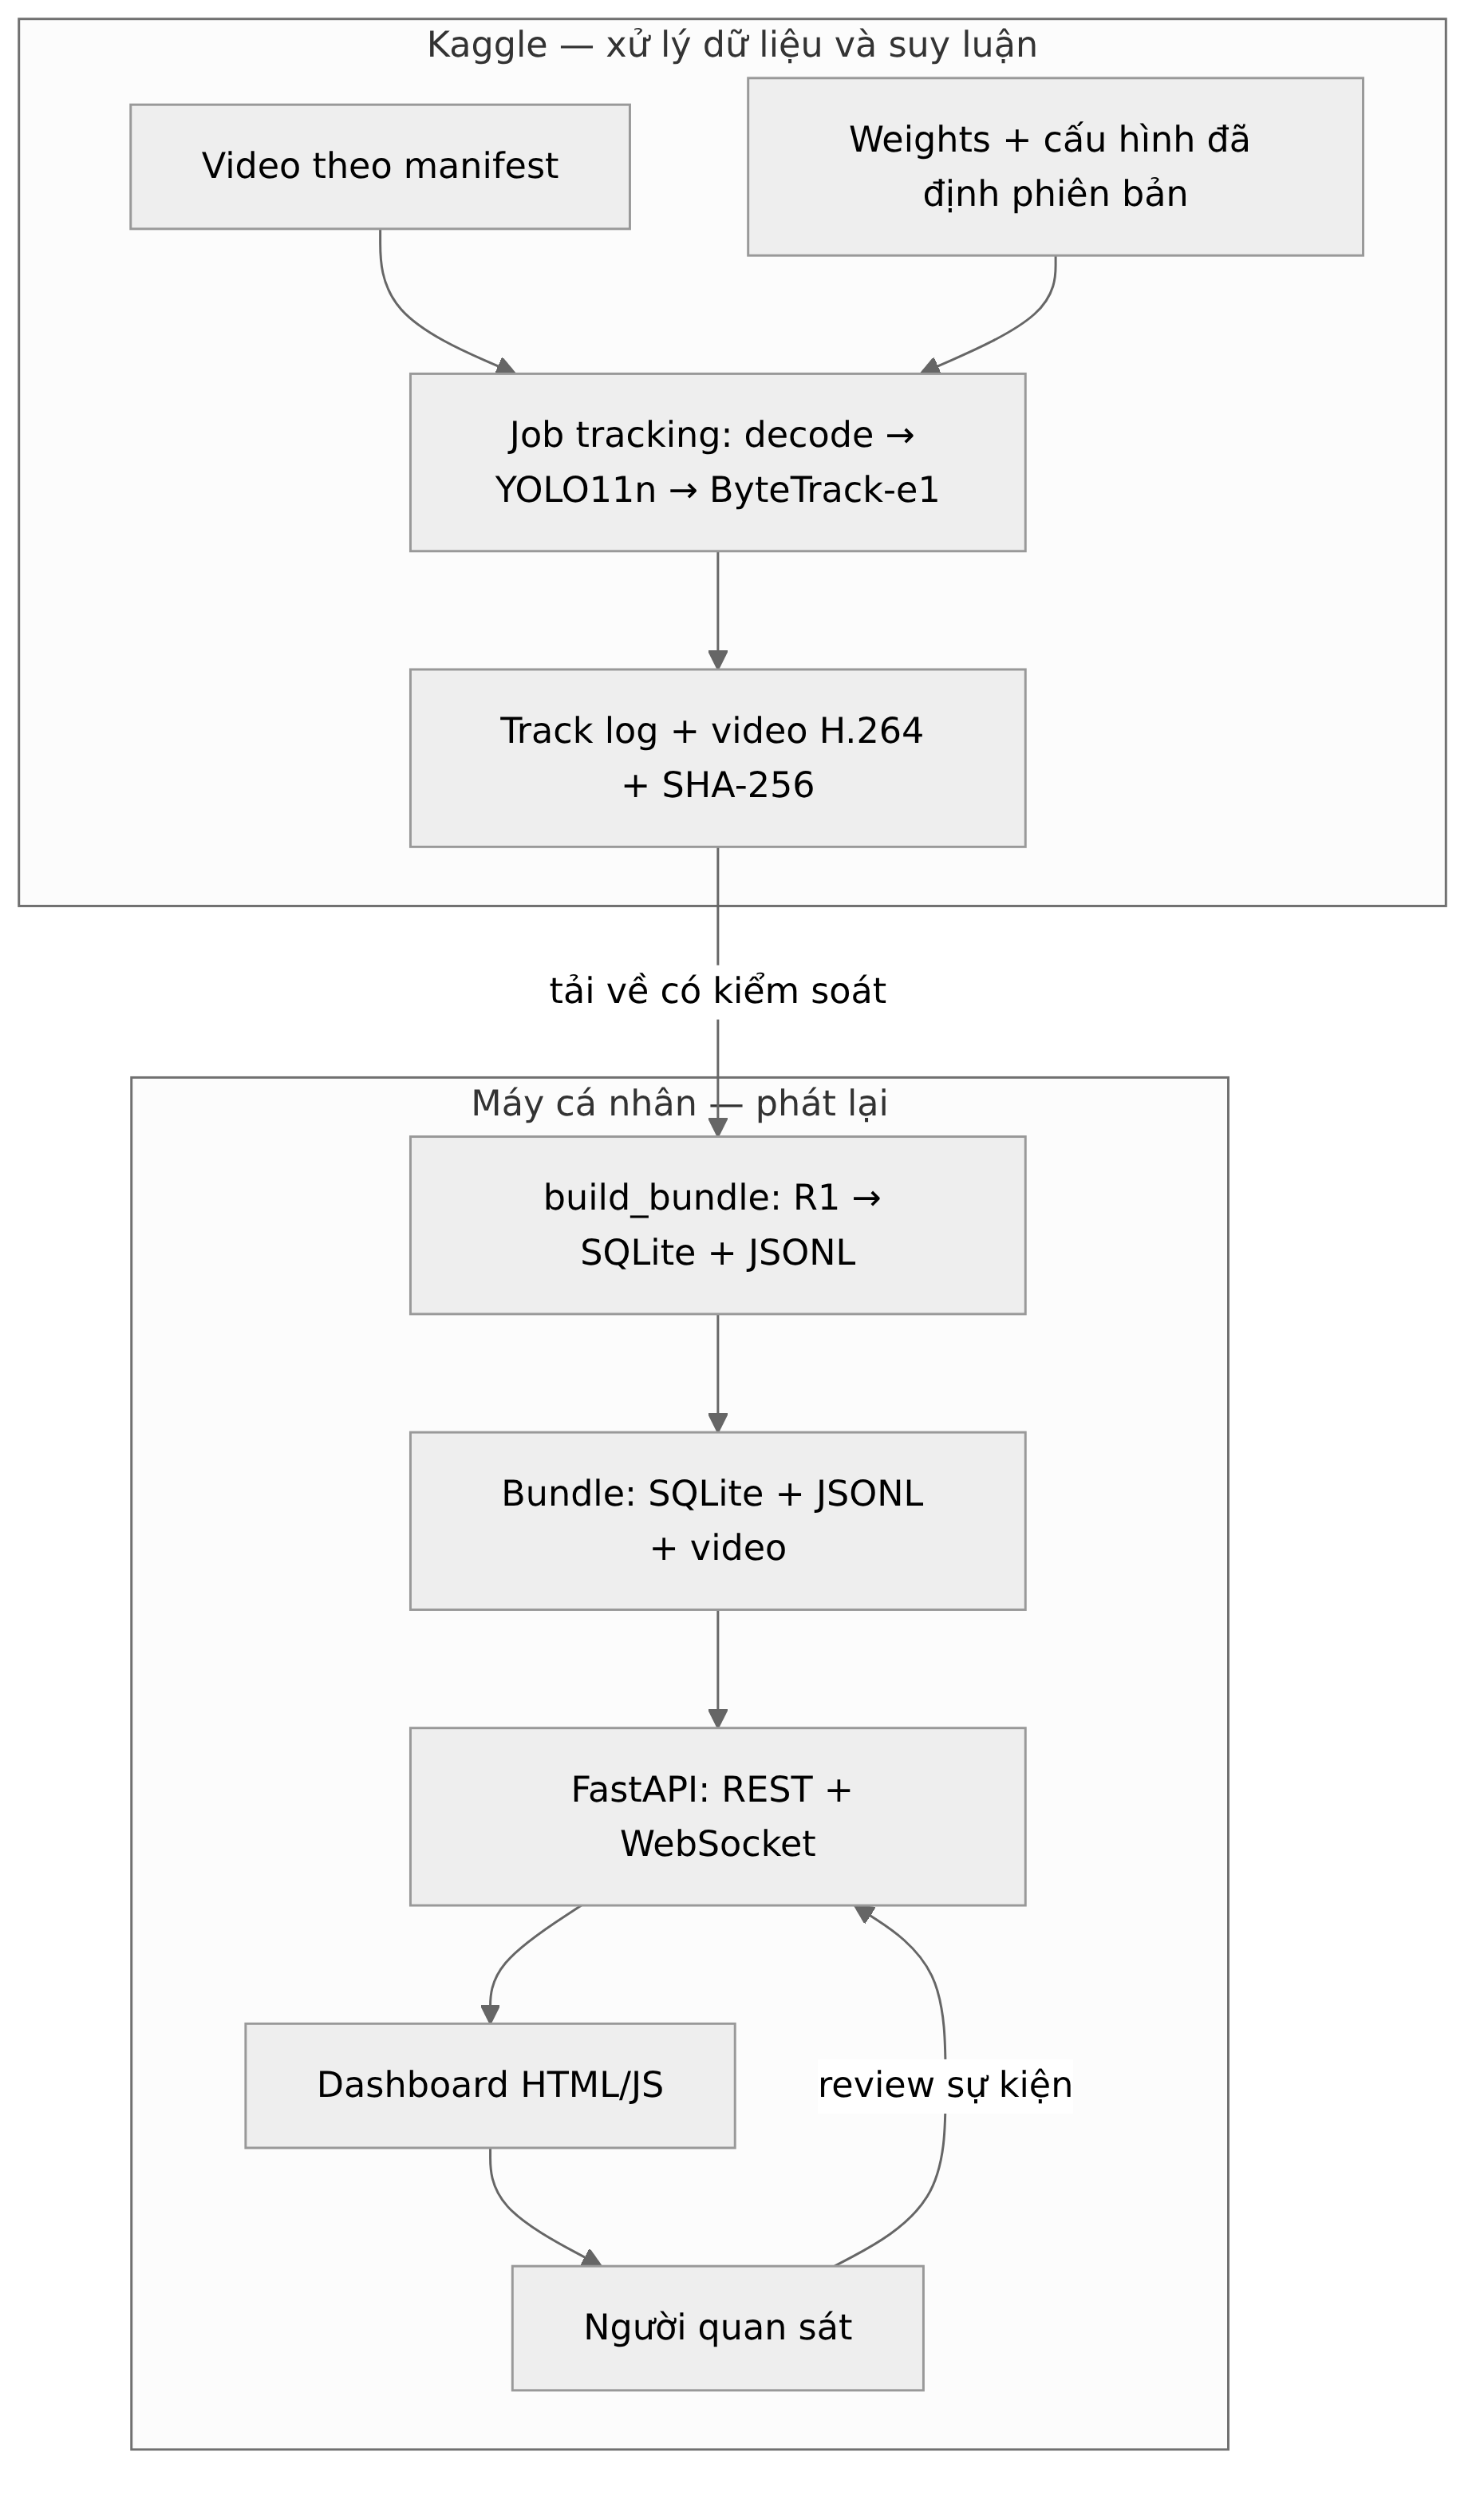 Kaggle — xử lý dữ liệu và suy luận
Video theo manifest
Weights + cấu hình đã
định phiên bản
Job tracking: decode →
YOLO11n → ByteTrack-e1
Track log + video H.264
+ SHA-256
tải về có kiểm soát
Máy cá nhân — phát lại
build_bundle: R1 →
SQLite + JSONL
Bundle: SQLite + JSONL
+ video
FastAPI: REST +
WebSocket
Dashboard HTML/JS
review sự kiện
Người quan sát